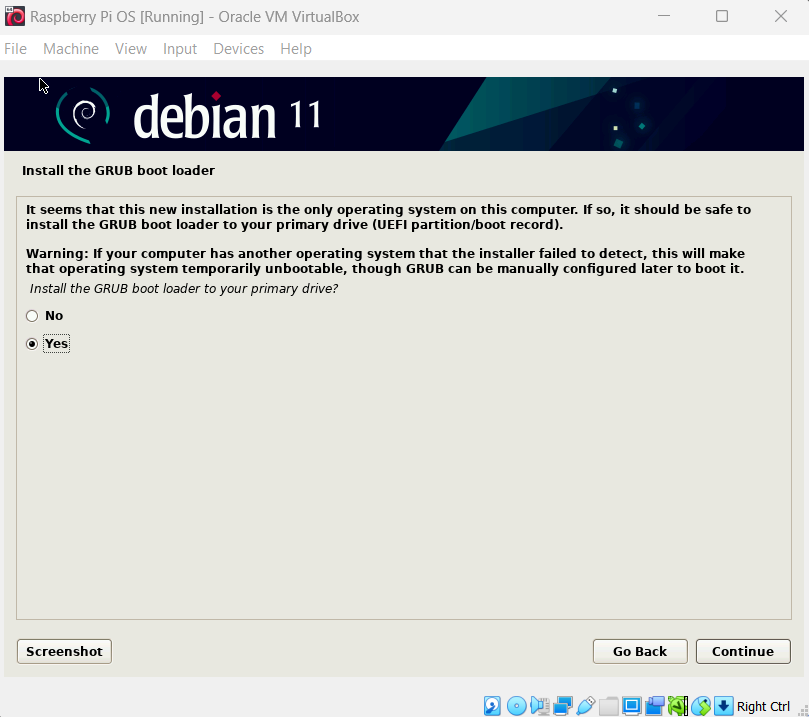 Raspberry Pi OS [Running] - Oracle VM VirtualBox
File Machine View Input Devices Help
debian 11
Install the GRUB boot loader
It seems that this new installation is the only operating system on this computer. If so, it should be safe to
install the GRUB boot loader to your primary drive (UEFI partition/boot record).
Warning: If your computer has another operating system that the installer failed to detect, this will make
that operating system temporarily unbootable, though GRUB can be manually configured later to boot it.
Install the GRUB boot loader to your primary drive?
No
Yes
Screenshot Go Back Continue
Right Ctrl